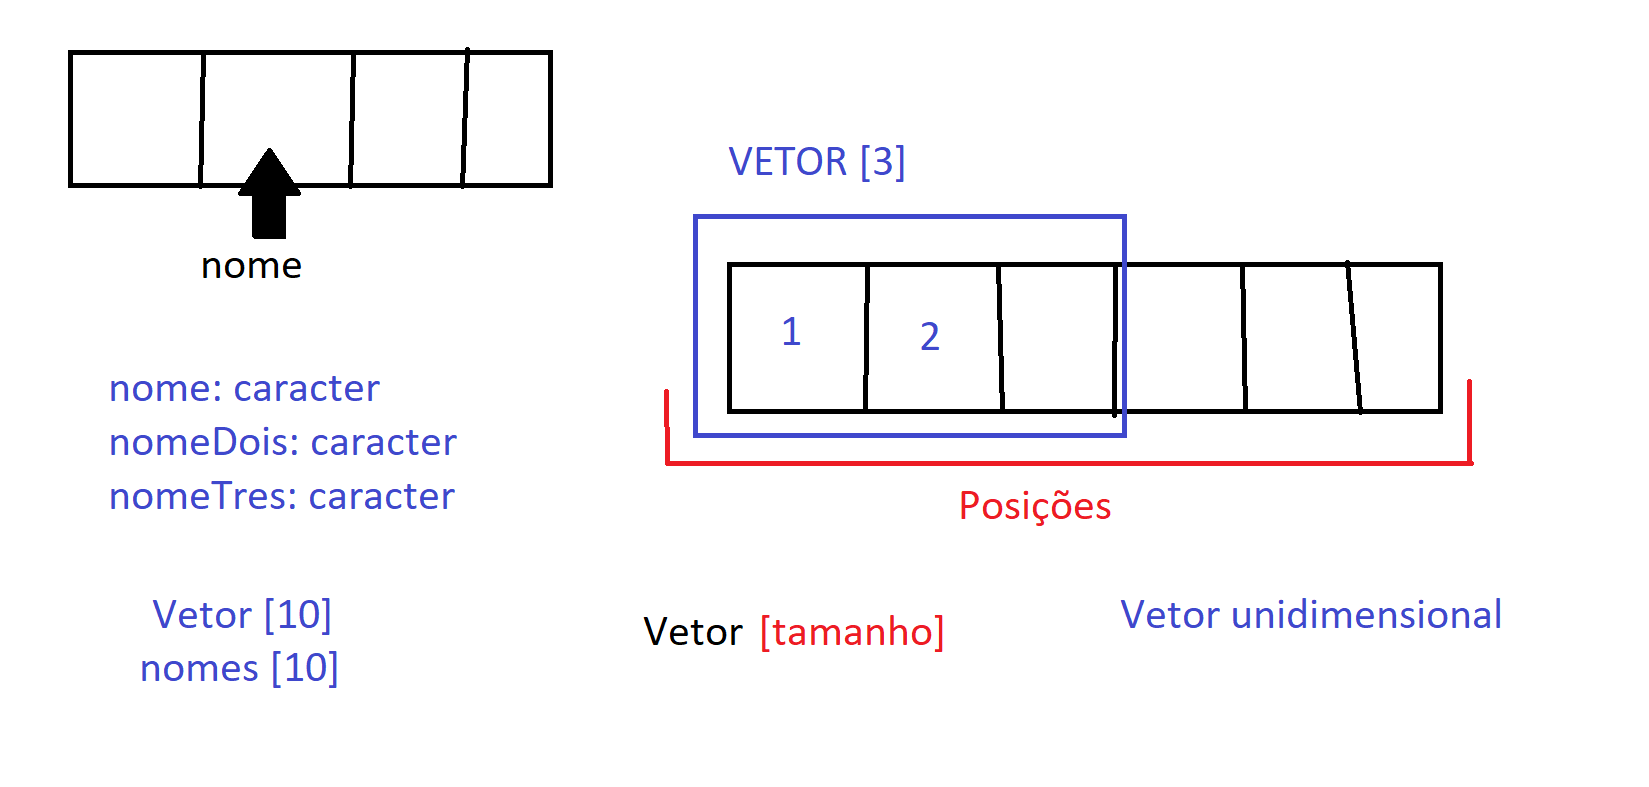 nome
nome: caracter
nomeDois: caracter
nomeTres: caracter
Vetor [10]
nomes [10]
VETOR [3]
1 2
Posições
Vetor [tamanho]
Vetor unidimensional